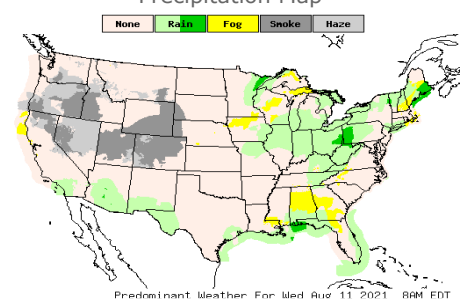 Precipitation Map
None Rain Fog Smoke Haze
Predominant Weather For Wed Aug 11 2021 8AM EDT